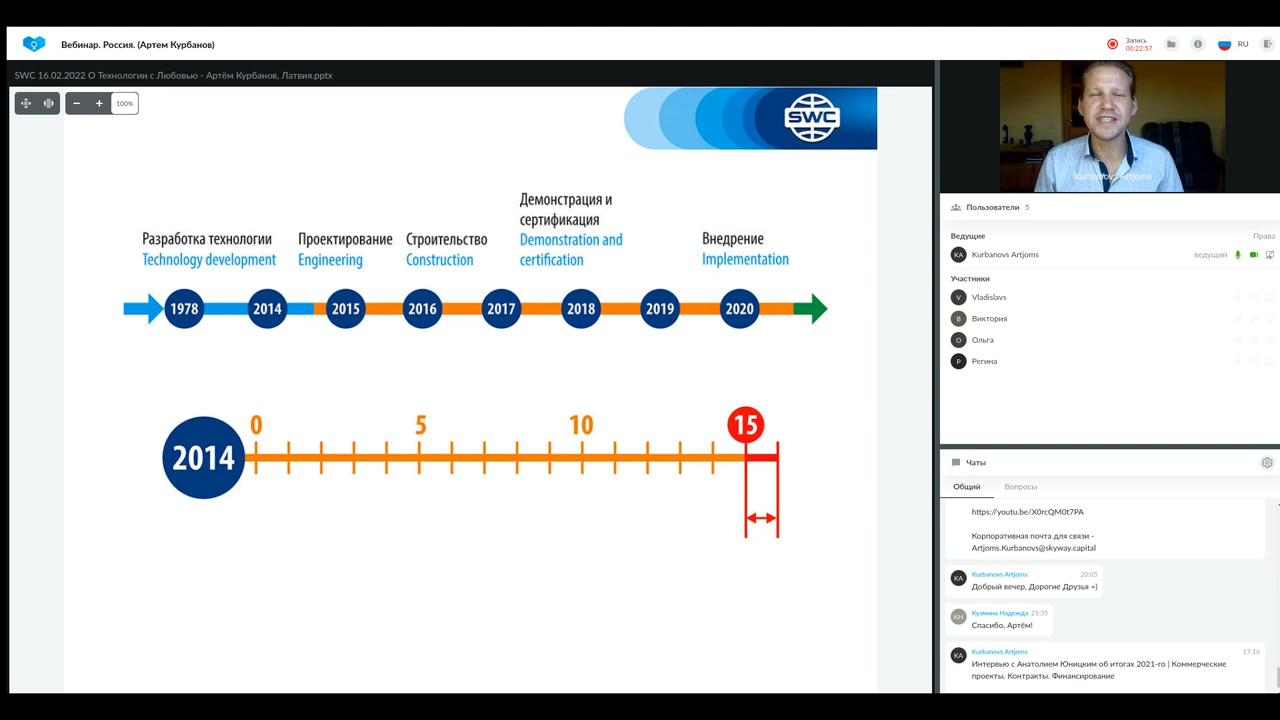 Вебинар. Россия. (Артем Курбанов)
Запись
00:22:57
RU
SWC 16.02.2022 О Технологии с Любовью - Артём Курбанов, Латвия.pptx
100%
SWC
Разработка технологии
Technology development
Проектирование
Engineering
Строительство
Construction
Демонстрация и
сертификация
Demonstration and
certification
Внедрение
Implementation
1978
2014
2015
2016
2017
2018
2019
2020
2014
0
5
10
15
Kurbanovs Artjoms
Пользователи 5
Ведущие
Права
KA
Kurbanovs Artjoms
ведущий
Участники
V
Vladislavs
В
Виктория
О
Ольга
Р
Регина
Чаты
Общий
Вопросы
https://youtu.be/X0rcQM0t7PA
Корпоративная почта для связи -
Artjoms.Kurbanovs@skyway.capital
KA
Kurbanovs Artjoms 20:05
Добрый вечер, Дорогие Друзья =)
КН
Кузмина Надежда 21:35
Спасибо, Артём!
KA
Kurbanovs Artjoms 17:16
Интервью с Анатолием Юницким об итогах 2021-го | Коммерческие
проекты. Контракты. Финансирование